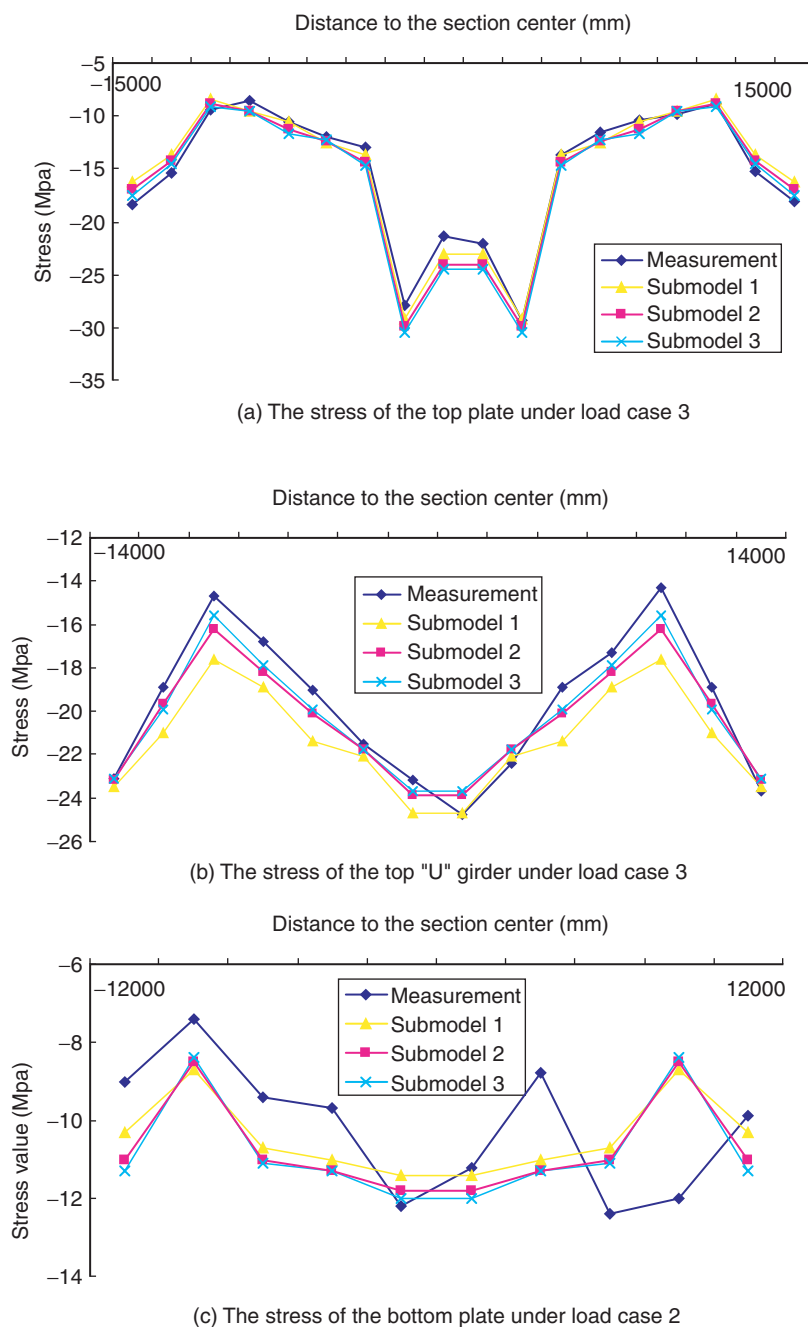 Distance to the section center (mm)
−5
−15000
15000
−10
−15
−20
−25
−30
−35
Stress (Mpa)
Measurement
Submodel 1
Submodel 2
Submodel 3
(a) The stress of the top plate under load case 3
Distance to the section center (mm)
−12
−14000
14000
−14
−16
−18
−20
−22
−24
−26
Stress (Mpa)
Measurement
Submodel 1
Submodel 2
Submodel 3
(b) The stress of the top "U" girder under load case 3
Distance to the section center (mm)
−6
−12000
12000
−8
−10
−12
−14
Stress value (Mpa)
Measurement
Submodel 1
Submodel 2
Submodel 3
(c) The stress of the bottom plate under load case 2